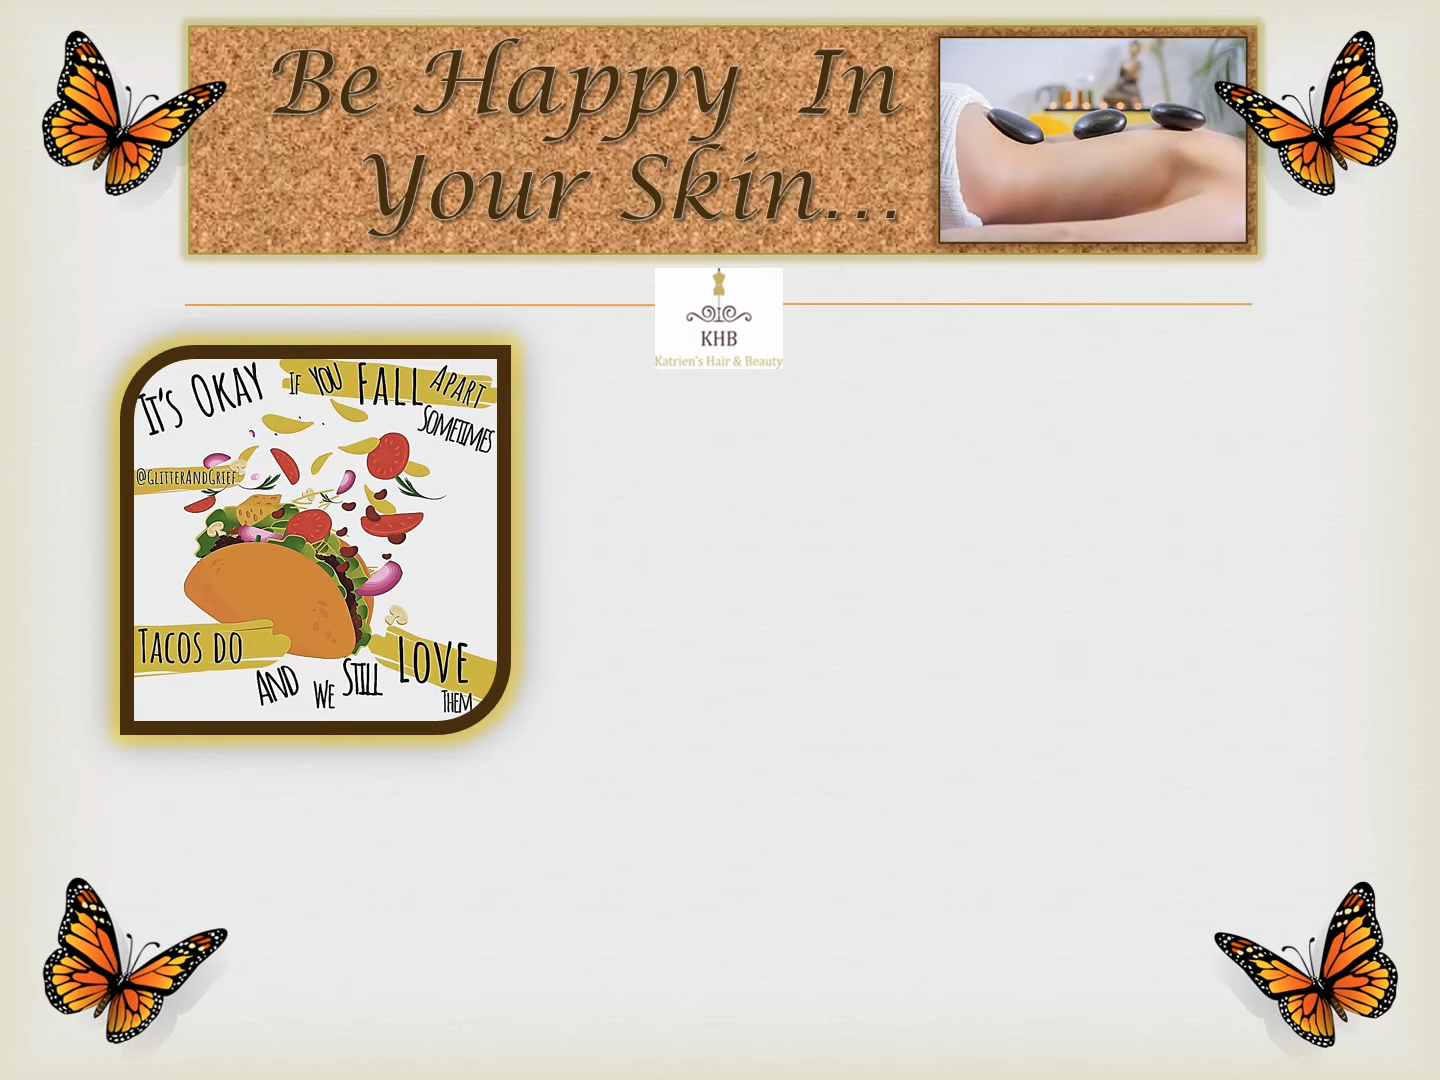 Be Happy In
Your Skin...
KHB
Katrien's Hair & Beauty
IT'S OKAY IF YOU FALL APART
SOMETIMES
@GLITTERANDGRIEF
TACOS DO
AND WE STILL LOVE
THEM